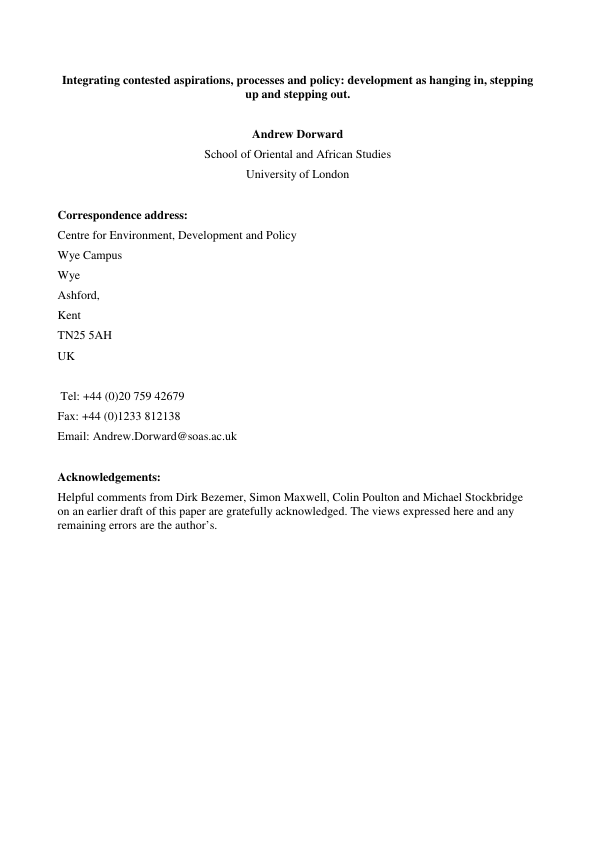 Integrating contested aspirations, processes and policy: development as hanging in, stepping
up and stepping out.
Andrew Dorward
School of Oriental and African Studies
University of London
Correspondence address:
Centre for Environment, Development and Policy
Wye Campus
Wye
Ashford,
Kent
TN25 5AH
UK
Tel: +44 (0)20 759 42679
Fax: +44 (0)1233 812138
Email: Andrew.Dorward@soas.ac.uk
Acknowledgements:
Helpful comments from Dirk Bezemer, Simon Maxwell, Colin Poulton and Michael Stockbridge
on an earlier draft of this paper are gratefully acknowledged. The views expressed here and any
remaining errors are the author’s.